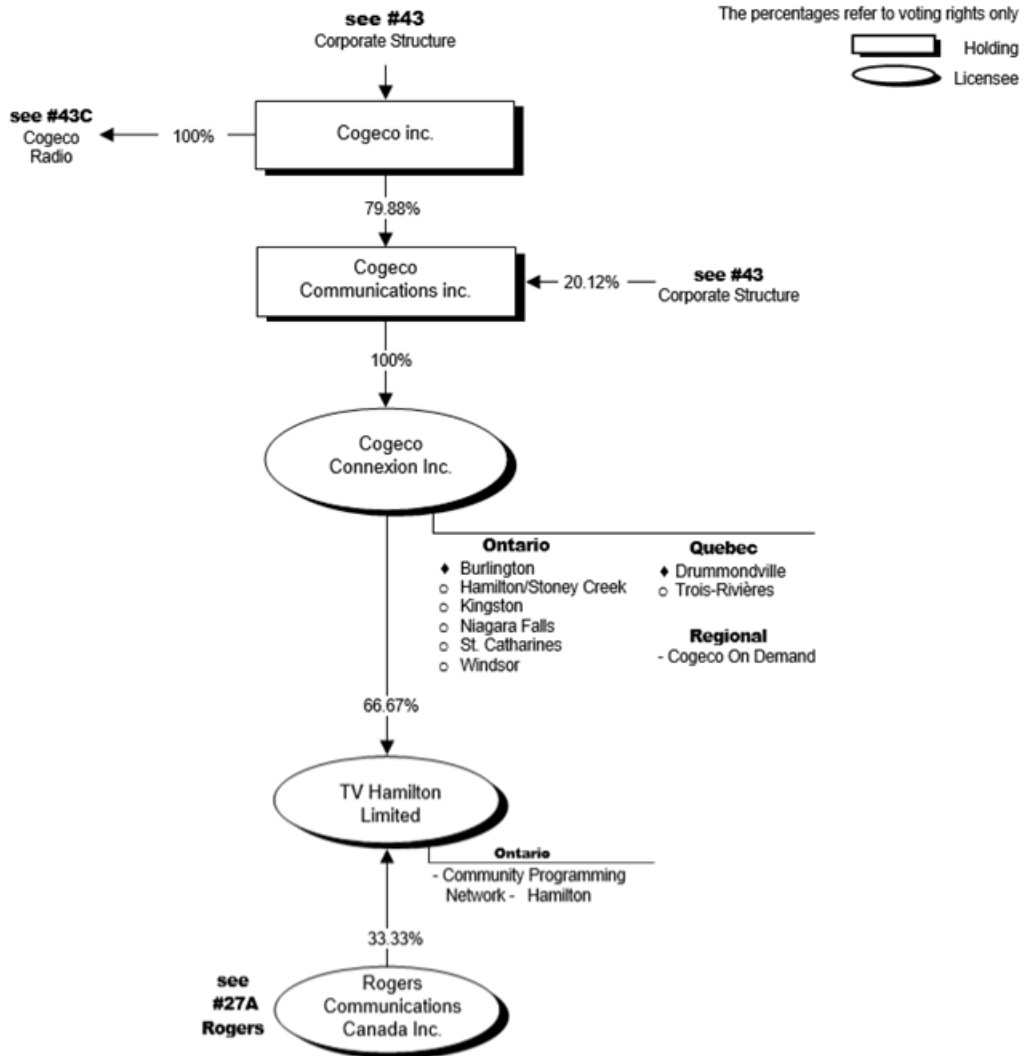 see #43
Corporate Structure
The percentages refer to voting rights only
Holding
Licensee
see #43C
Cogeco
Radio
100%
Cogeco inc.
79.88%
Cogeco
Communications inc.
20.12%
see #43
Corporate Structure
100%
Cogeco
Connexion Inc.
Ontario
♦ Burlington
○ Hamilton/Stoney Creek
○ Kingston
○ Niagara Falls
○ St. Catharines
○ Windsor
Quebec
♦ Drummondville
○ Trois-Rivières
Regional
- Cogeco On Demand
66.67%
TV Hamilton
Limited
Ontario
- Community Programming
Network - Hamilton
33.33%
see
#27A
Rogers
Rogers
Communications
Canada Inc.